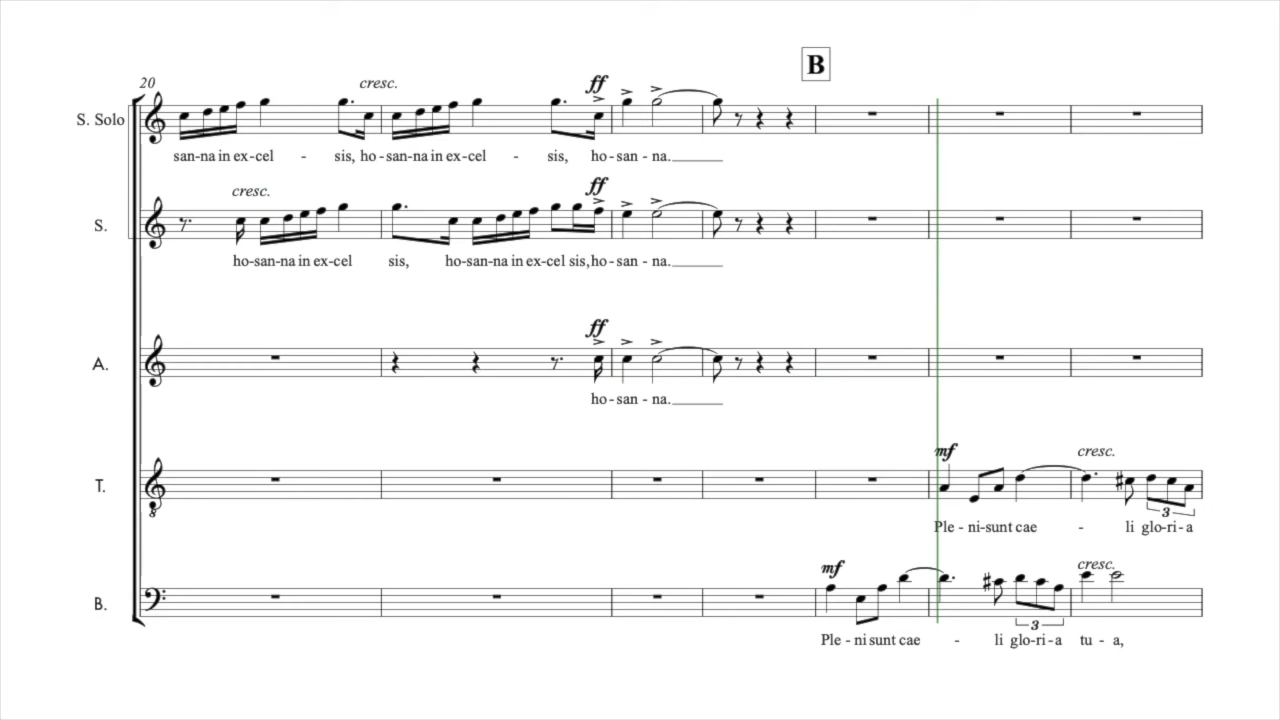 B
20
cresc.
ff
S. Solo
san-na in ex-cel - sis, ho-san-na in ex-cel - sis, ho-san-na.
cresc.
ff
S.
ho-san-na in ex-cel sis, ho-san-na in ex-cel sis, ho-san-na.
ff
A.
ho-san-na.
mf cresc.
T.
8
3
Ple - ni-sunt cae - li glo-ri-a
mf cresc.
B.
3
Ple - ni sunt cae - li glo-ri-a tu - a,